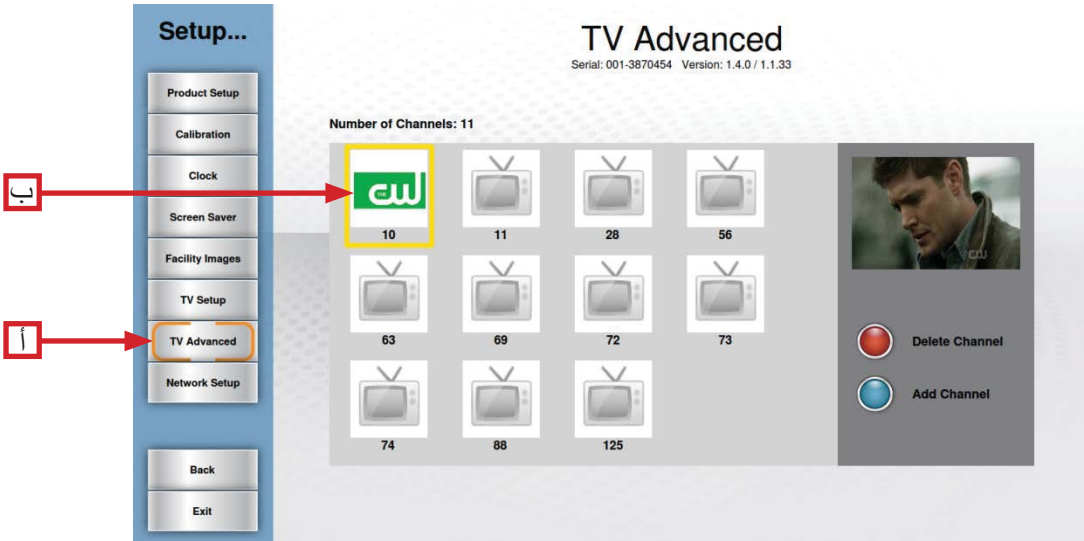 Setup...
Product Setup
Calibration
Clock
Screen Saver
Facility Images
TV Setup
TV Advanced
Network Setup
Back
Exit
ب
أ
TV Advanced
Serial: 001-3870454 Version: 1.4.0 / 1.1.33
Number of Channels: 11
THE CW
10 11 28 56
63 69 72 73
74 88 125
CW
Delete Channel
Add Channel